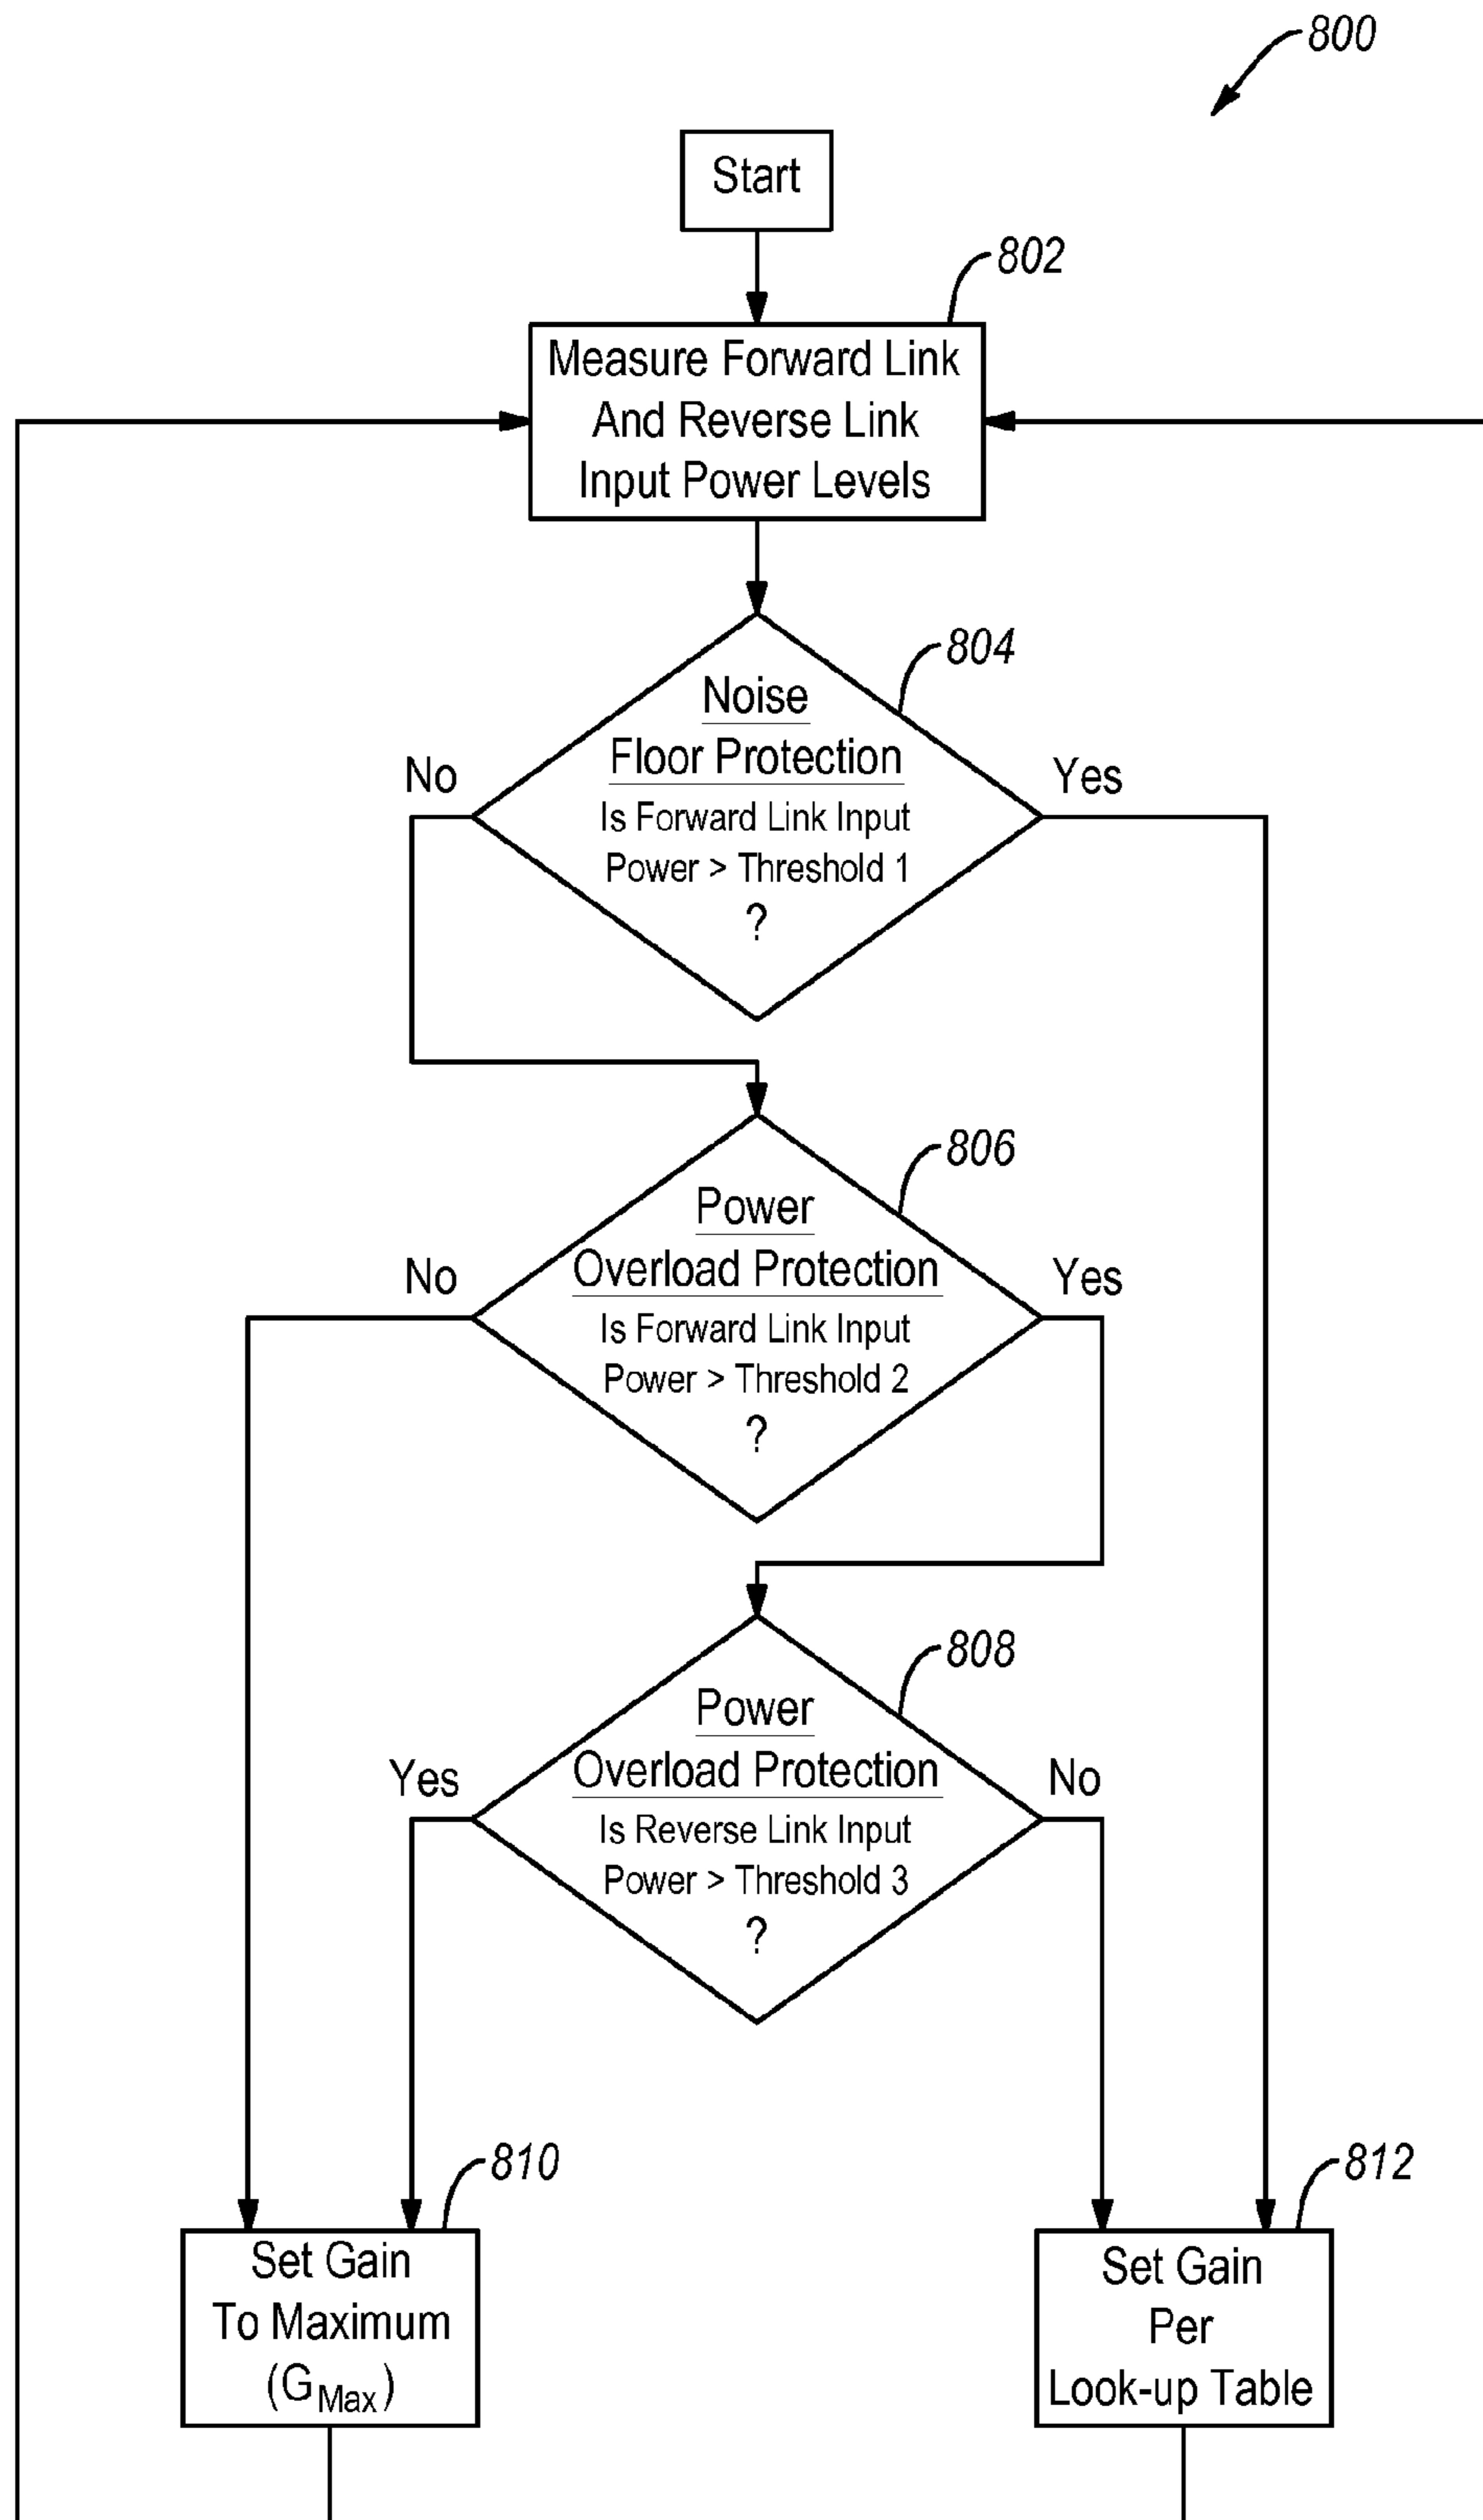 800
Start
802
Measure Forward Link
And Reverse Link
Input Power Levels
804
Noise
Floor Protection
Is Forward Link Input
Power > Threshold 1
?
No
Yes
806
Power
Overload Protection
Is Forward Link Input
Power > Threshold 2
?
No
Yes
808
Power
Overload Protection
Is Reverse Link Input
Power > Threshold 3
?
Yes
No
810
Set Gain
To Maximum
(GMax)
812
Set Gain
Per
Look-up Table